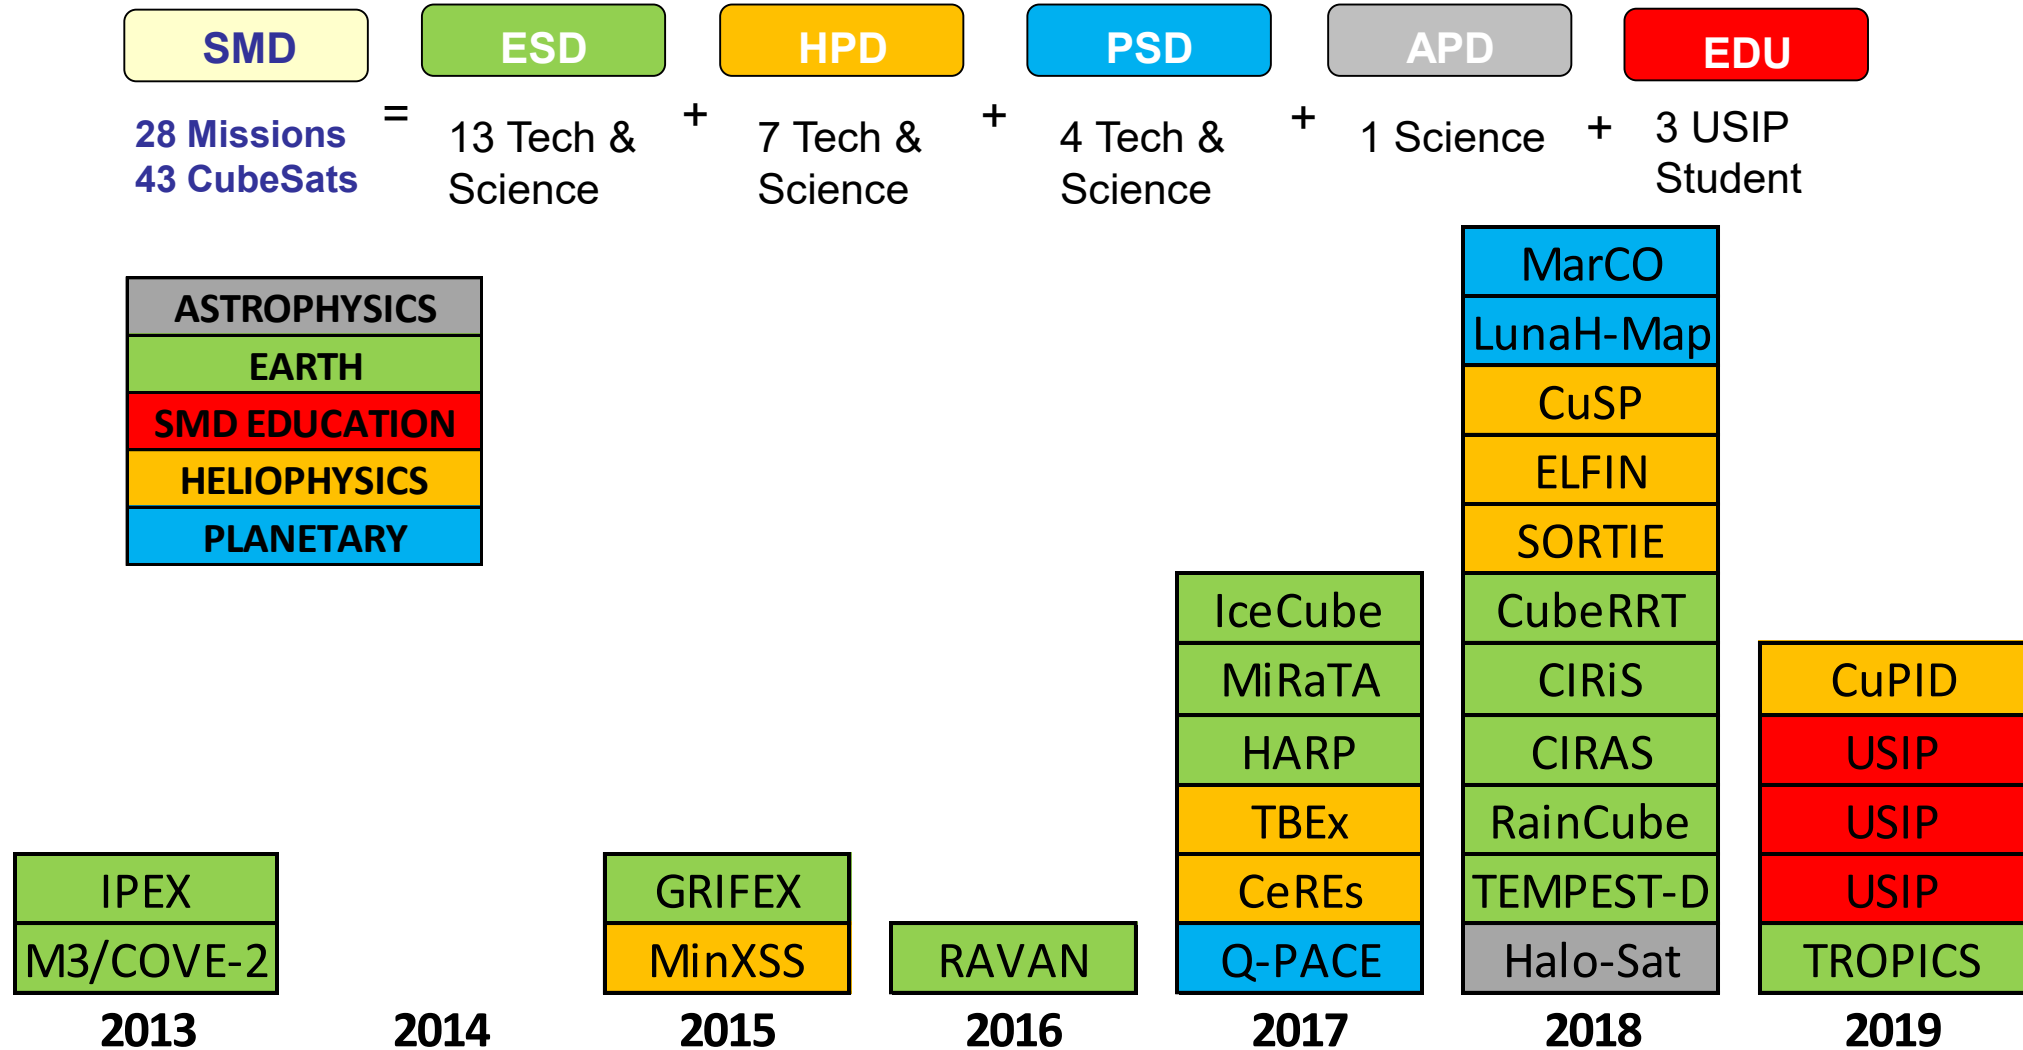 SMD
ESD
HPD
PSD
APD
EDU
28 Missions
43 CubeSats
=
13 Tech &
Science
+
7 Tech &
Science
+
4 Tech &
Science
+
1 Science
+
3 USIP
Student
ASTROPHYSICS
EARTH
SMD EDUCATION
HELIOPHYSICS
PLANETARY
IPEX
M3/COVE-2
2013
2014
GRIFEX
MinXSS
2015
RAVAN
2016
IceCube
MiRaTA
HARP
TBEx
CeREs
Q-PACE
2017
MarCO
LunaH-Map
CuSP
ELFIN
SORTIE
CubeRRT
CIRiS
CIRAS
RainCube
TEMPEST-D
Halo-Sat
2018
CuPID
USIP
USIP
USIP
TROPICS
2019